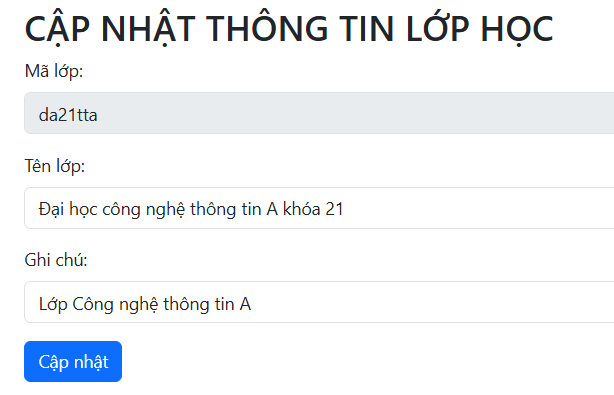 CẬP NHẬT THÔNG TIN LỚP HỌC
Mã lớp:
da21tta
Tên lớp:
Đại học công nghệ thông tin A khóa 21
Ghi chú:
Lớp Công nghệ thông tin A
Cập nhật